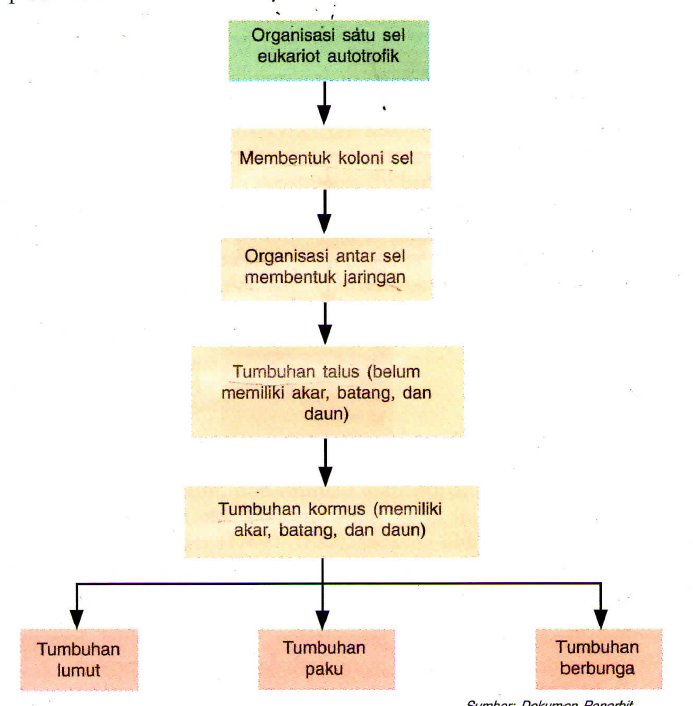 Organisasi satu sel
eukariot autotrofik
Membentuk koloni sel
Organisasi antar sel
membentuk jaringan
Tumbuhan talus (belum
memiliki akar, batang, dan
daun)
Tumbuhan kormus (memiliki
akar, batang, dan daun)
Tumbuhan
lumut
Tumbuhan
paku
Tumbuhan
berbunga
Sumber: Dokumen Penerbit